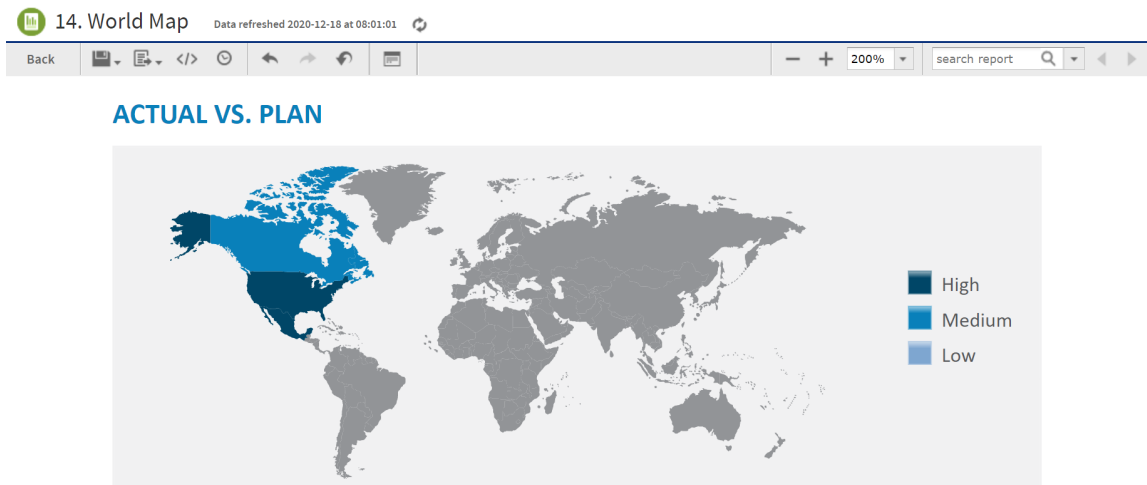 14. World Map
Data refreshed 2020-12-18 at 08:01:01
Back
</>
200%
search report
ACTUAL VS. PLAN
High
Medium
Low